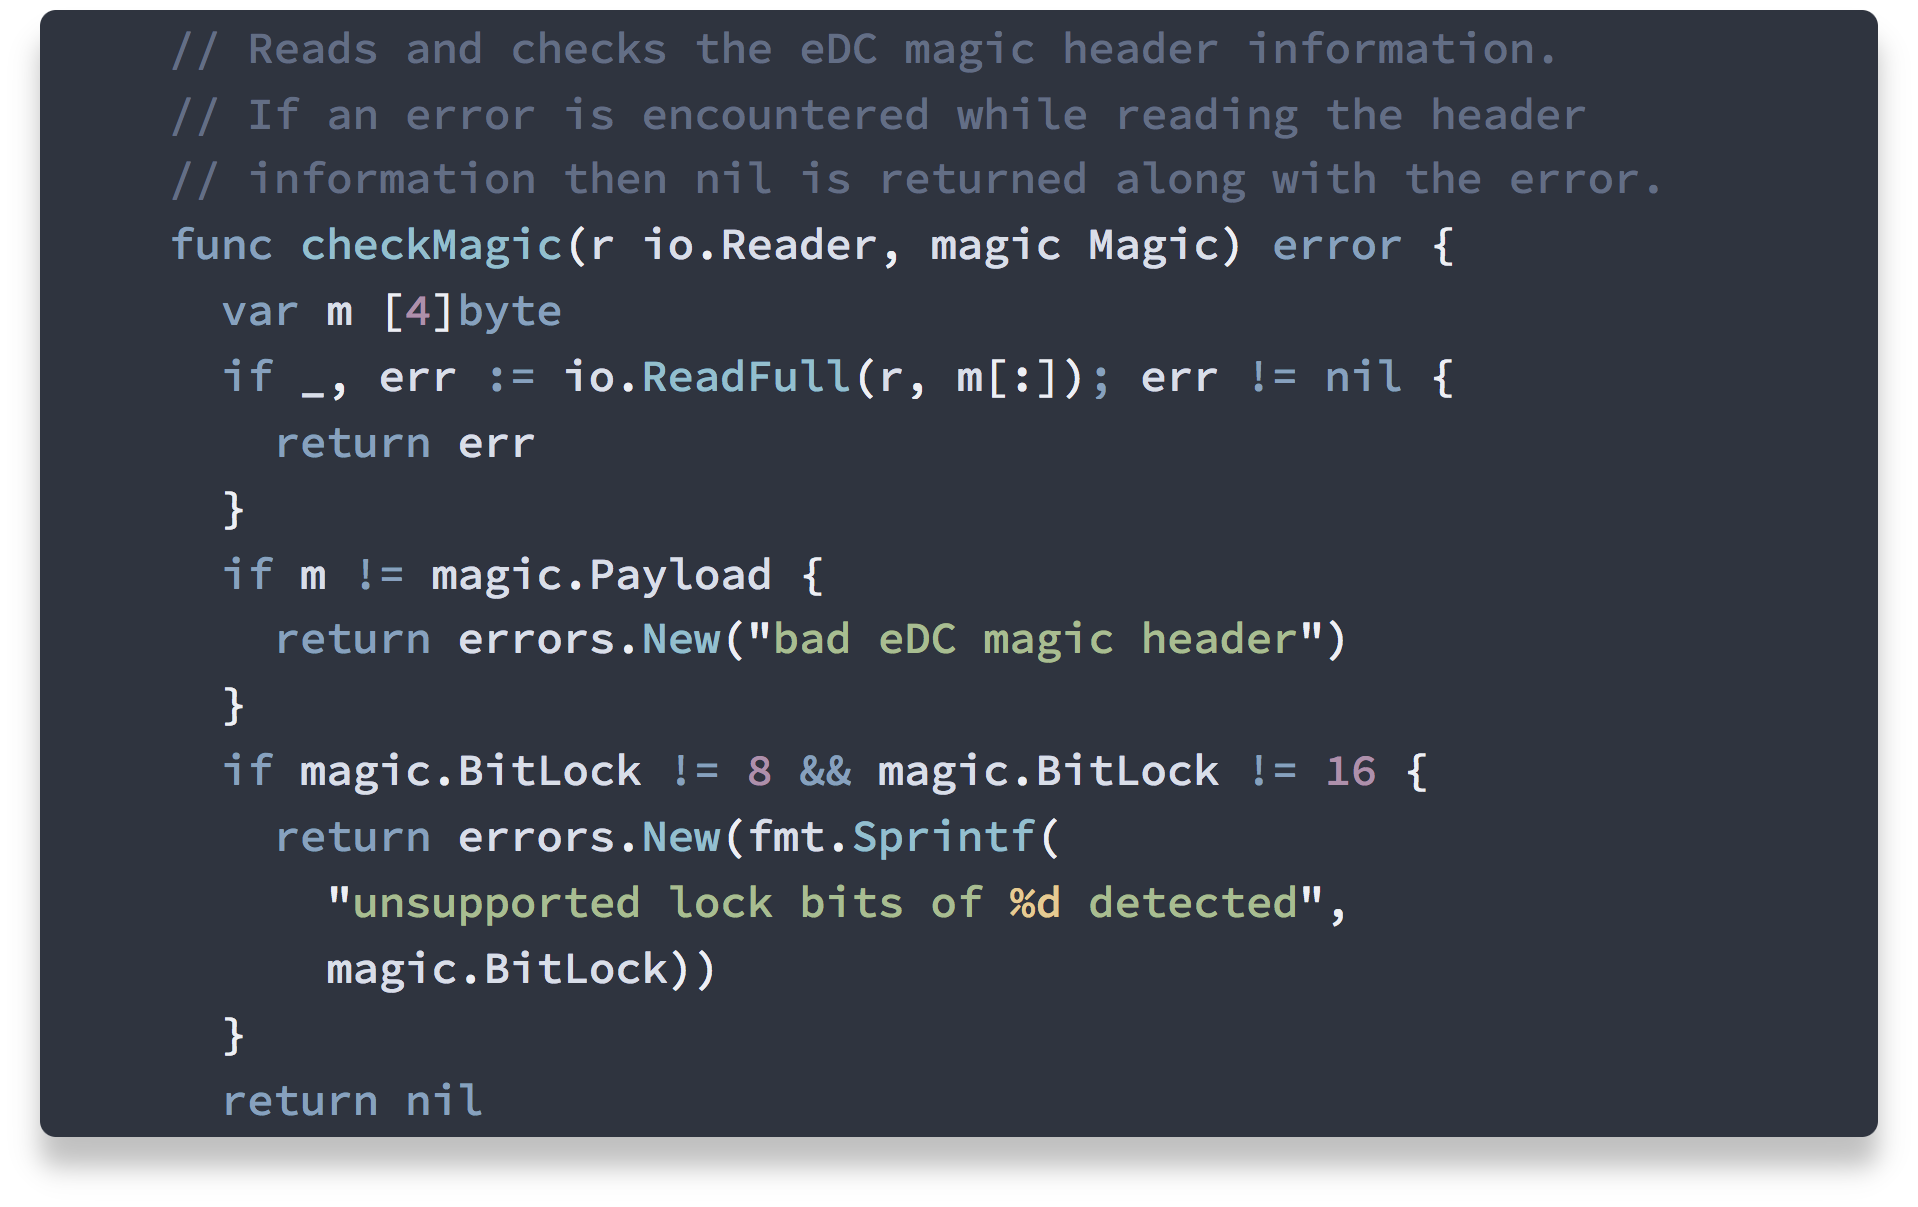 // Reads and checks the eDC magic header information.
// If an error is encountered while reading the header
// information then nil is returned along with the error.
func checkMagic(r io.Reader, magic Magic) error {
  var m [4]byte
  if _, err := io.ReadFull(r, m[:]); err != nil {
    return err
  }
  if m != magic.Payload {
    return errors.New("bad eDC magic header")
  }
  if magic.BitLock != 8 && magic.BitLock != 16 {
    return errors.New(fmt.Sprintf(
      "unsupported lock bits of %d detected",
      magic.BitLock))
  }
  return nil